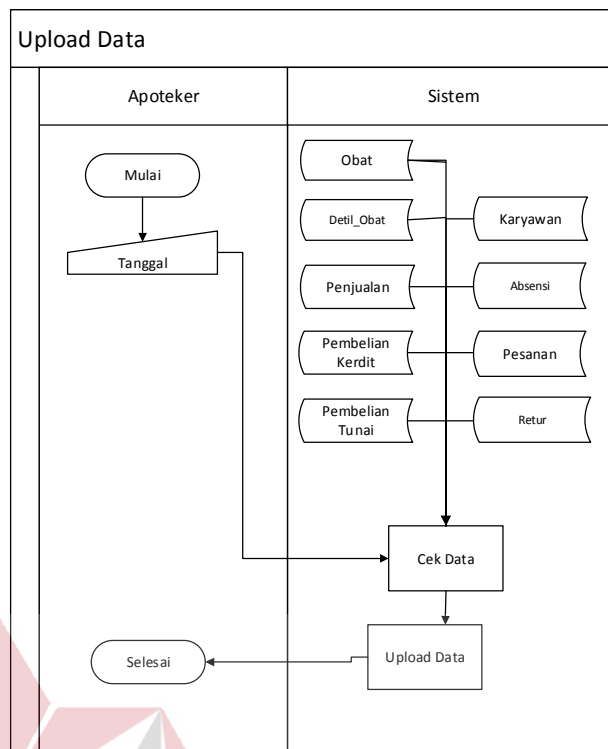 Upload Data
Apoteker
Sistem
Mulai
Tanggal
Obat
Detil_Obat
Karyawan
Penjualan
Absensi
Pembelian
Kerdit
Pesanan
Pembelian
Tunai
Retur
Cek Data
Upload Data
Selesai